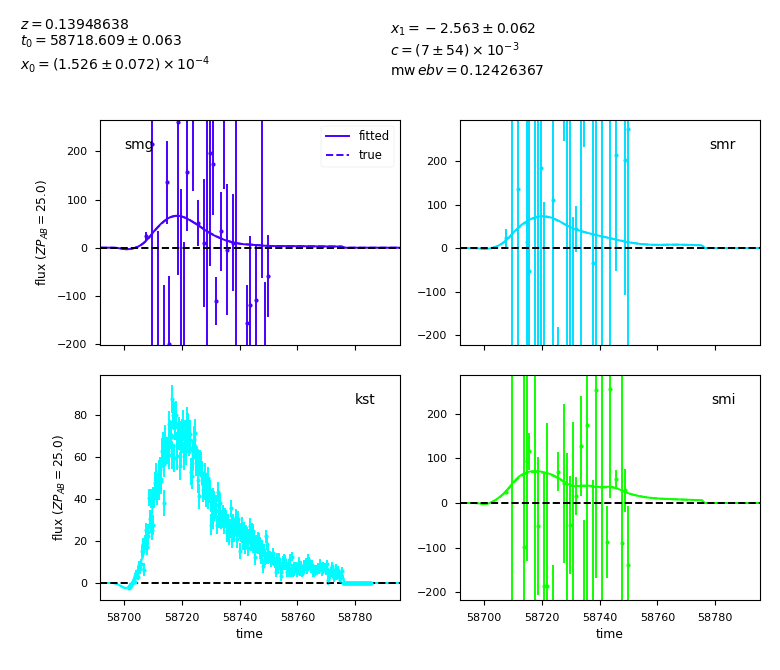 z = 0.13948638
t₀ = 58718.609 ± 0.063
x₀ = (1.526 ± 0.072) × 10⁻⁴
x₁ = −2.563 ± 0.062
c = (7 ± 54) × 10⁻³
mw ebv = 0.12426367
smg
fitted
true
200
100
0
−100
−200
flux (ZP_AB = 25.0)
smr
200
100
0
−100
−200
kst
80
60
40
20
0
flux (ZP_AB = 25.0)
58700 58720 58740 58760 58780
time
smi
200
100
0
−100
−200
58700 58720 58740 58760 58780
time